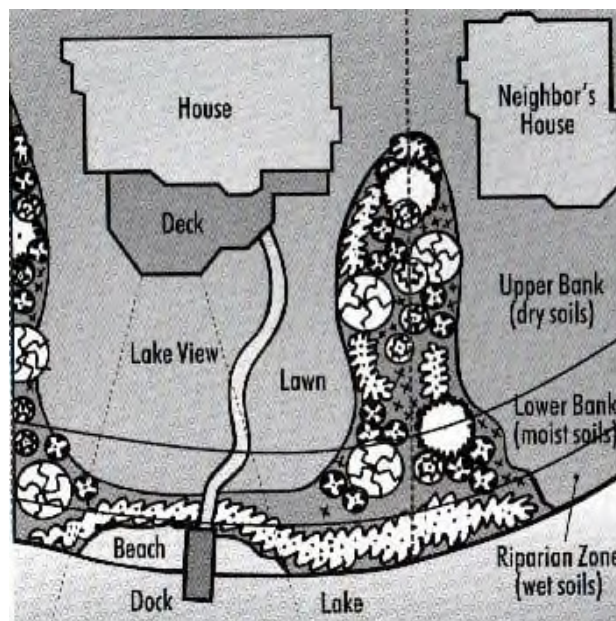 House
Neighbor's
House
Deck
Upper Bank
(dry soils)
Lake View
Lawn
Lower Bank
(moist soils)
Beach
Riparian Zone
(wet soils)
Dock
Lake